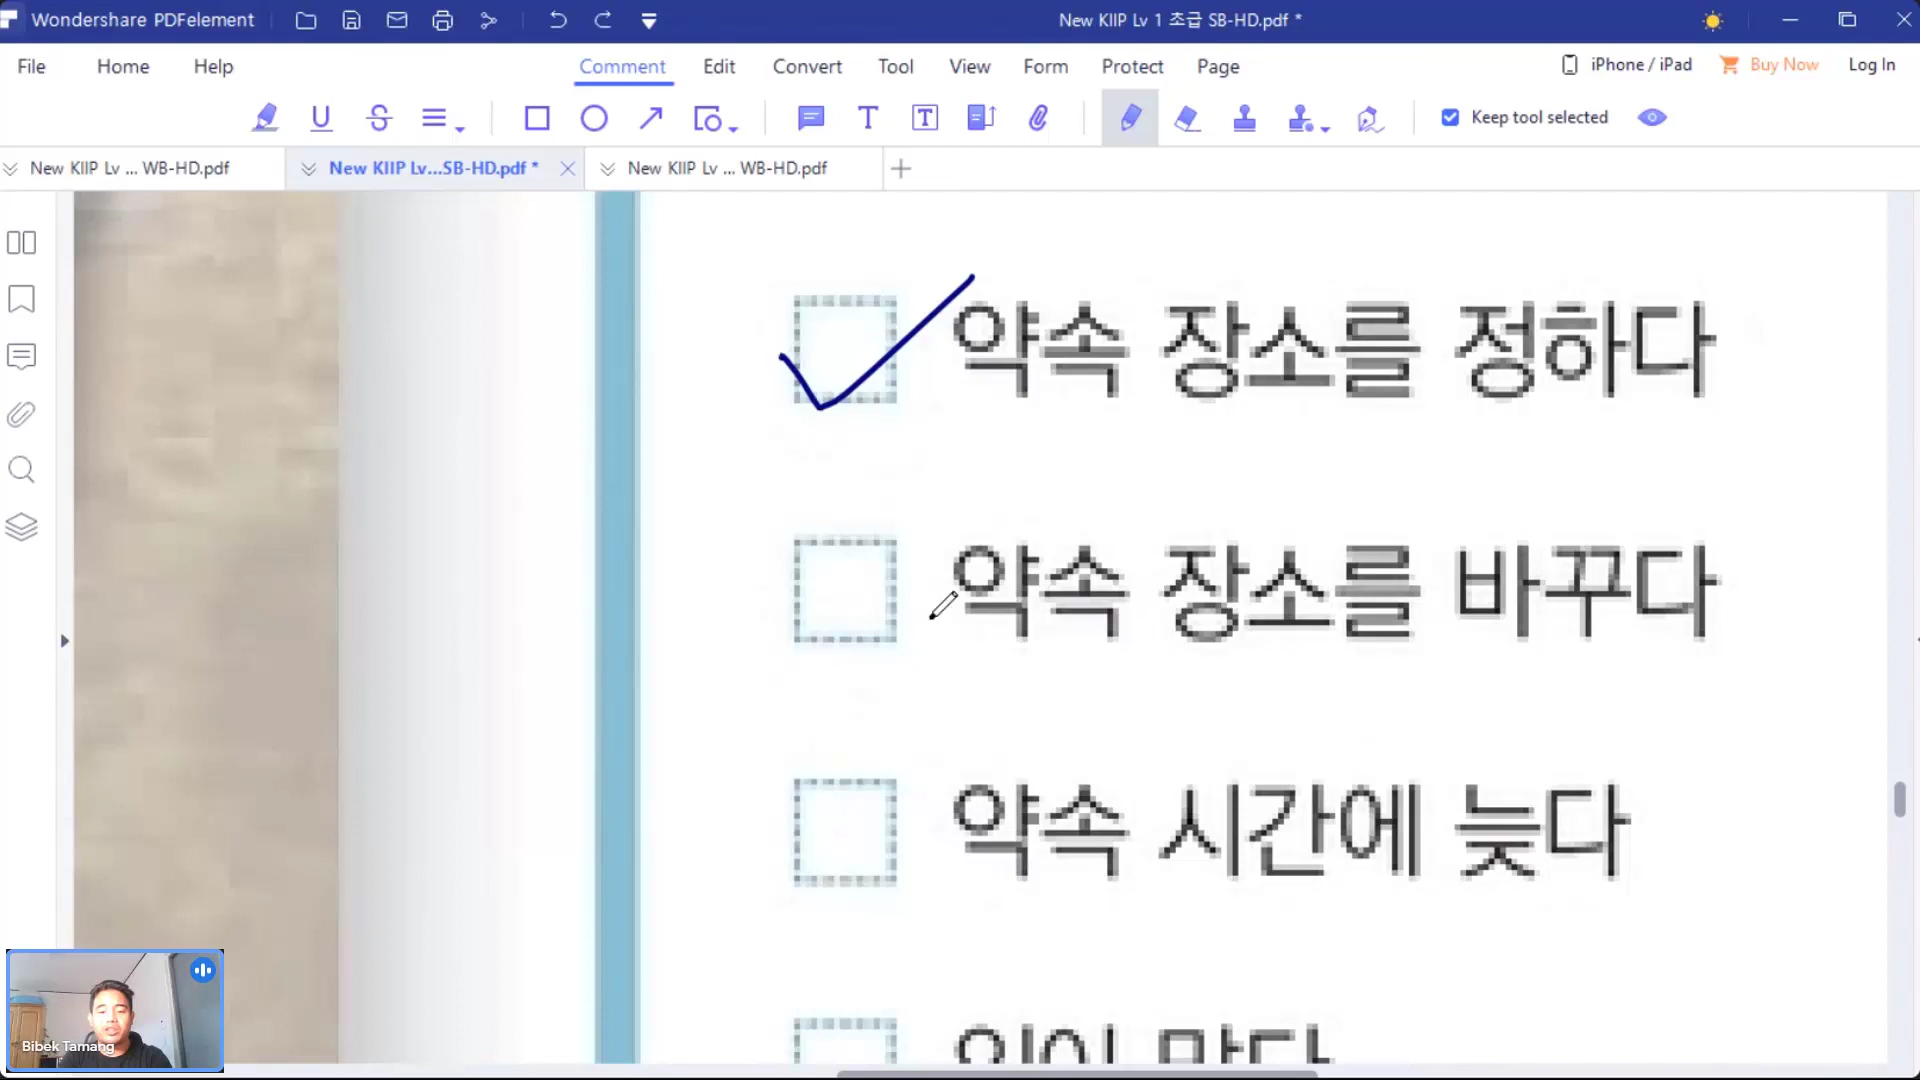 Wondershare PDFelement
New KIIP Lv 1 초급 SB-HD.pdf *
File Home Help Comment Edit Convert Tool View Form Protect Page iPhone / iPad Buy Now Log In
Keep tool selected
New KIIP Lv ... WB-HD.pdf New KIIP Lv...SB-HD.pdf * New KIIP Lv ... WB-HD.pdf
약속 장소를 정하다
약속 장소를 바꾸다
약속 시간에 늦다
Bibek Tamang